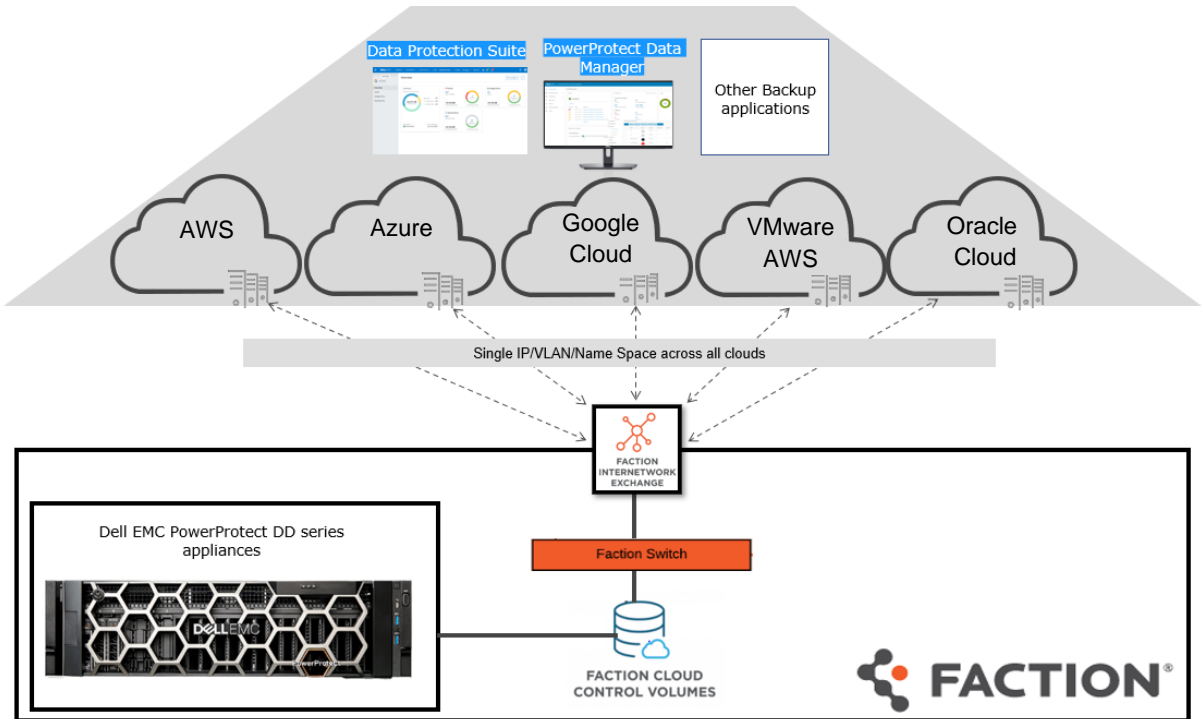 Data Protection Suite
PowerProtect Data
Manager
Other Backup
applications
AWS
Azure
Google
Cloud
VMware
AWS
Oracle
Cloud
Single IP/VLAN/Name Space across all clouds
FACTION
INTERNETWORK
EXCHANGE
Dell EMC PowerProtect DD series
appliances
Faction Switch
DELLEMC
PowerProtect
FACTION CLOUD
CONTROL VOLUMES
FACTION®